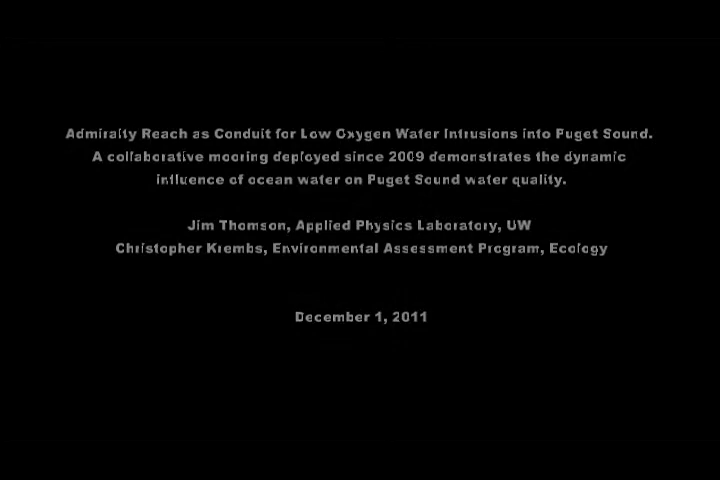 Admiralty Reach as Conduit for Low Oxygen Water Intrusions into Puget Sound.
A collaborative mooring deployed since 2009 demonstrates the dynamic
influence of ocean water on Puget Sound water quality.
Jim Thomson, Applied Physics Laboratory, UW
Christopher Krembs, Environmental Assessment Program, Ecology
December 1, 2011